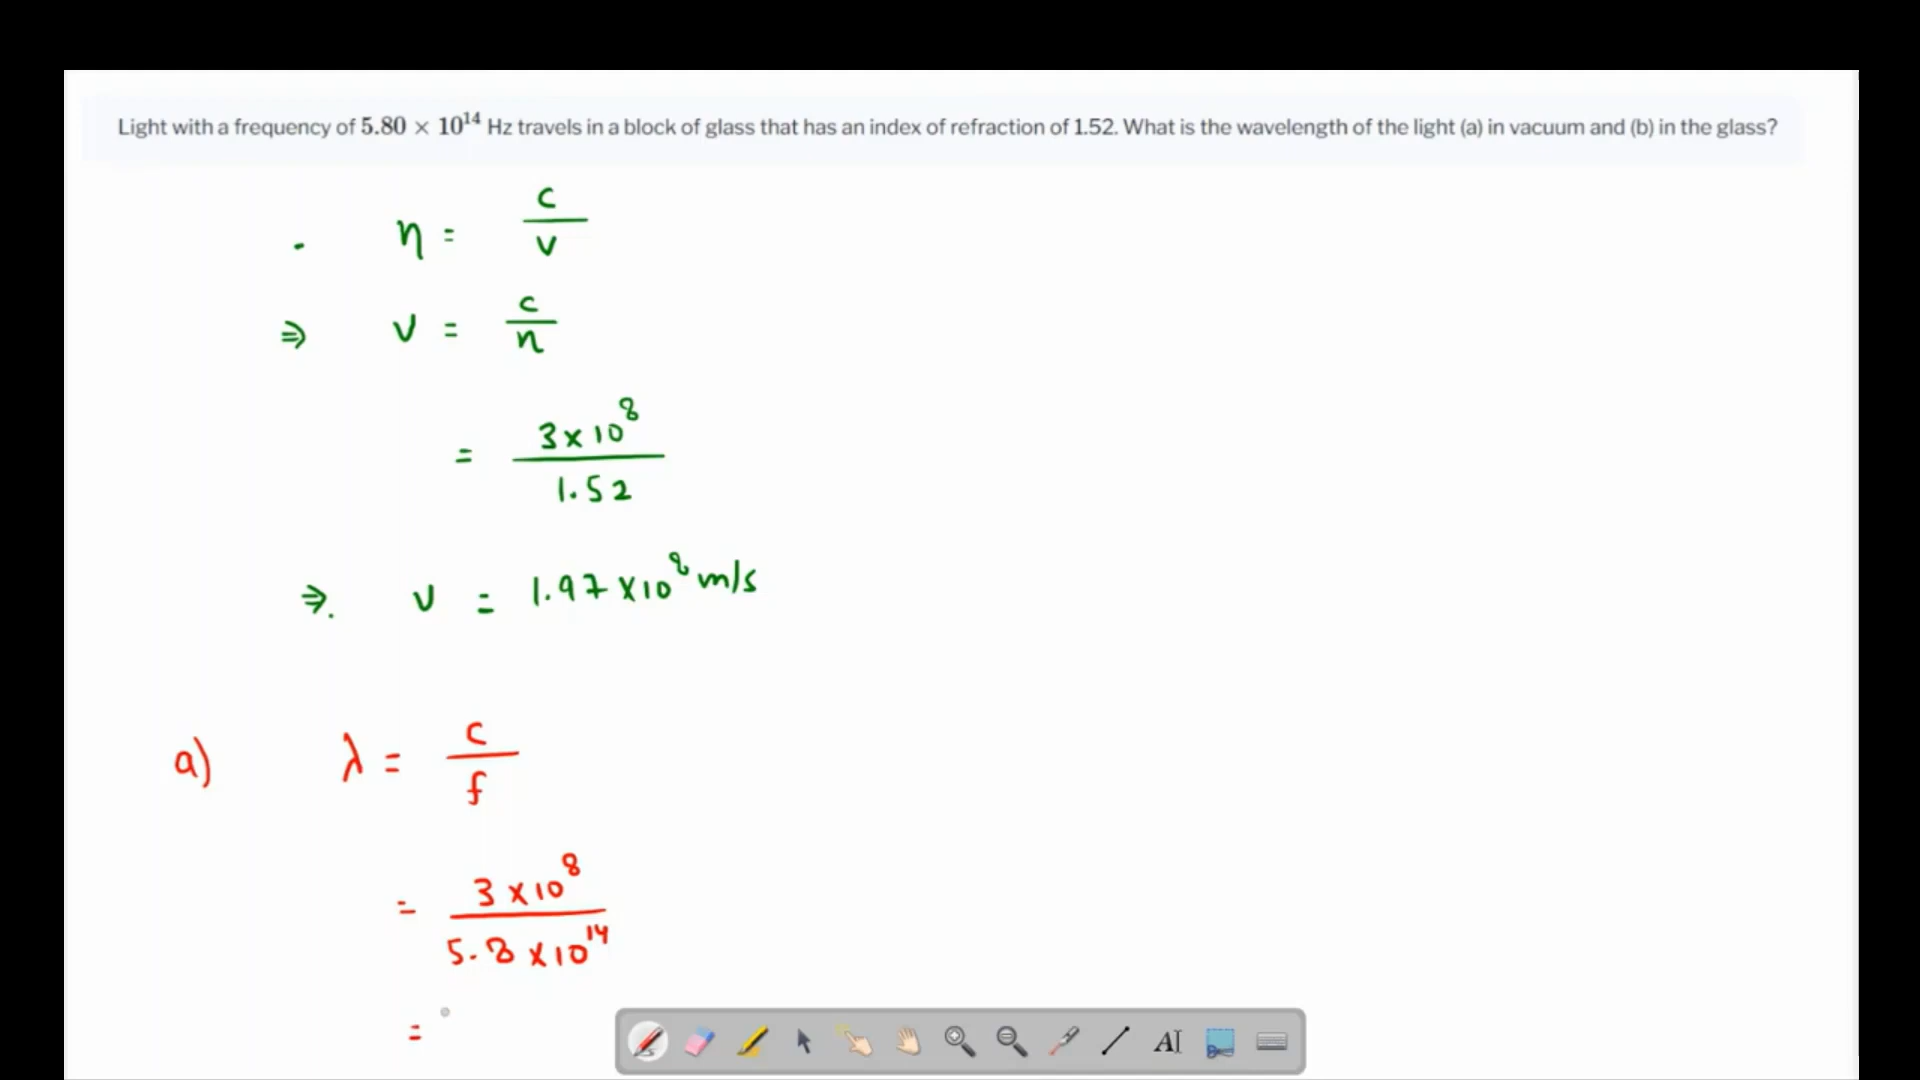 Light with a frequency of 5.80 × 10¹⁴ Hz travels in a block of glass that has an index of refraction of 1.52. What is the wavelength of the light (a) in vacuum and (b) in the glass?
. η = c/v
⇒ v = c/n
= 3×10⁸/1.52
⇒. v = 1.97×10⁸ m/s
a) λ = c/f
= 3×10⁸/5.8×10¹⁴
=
AI